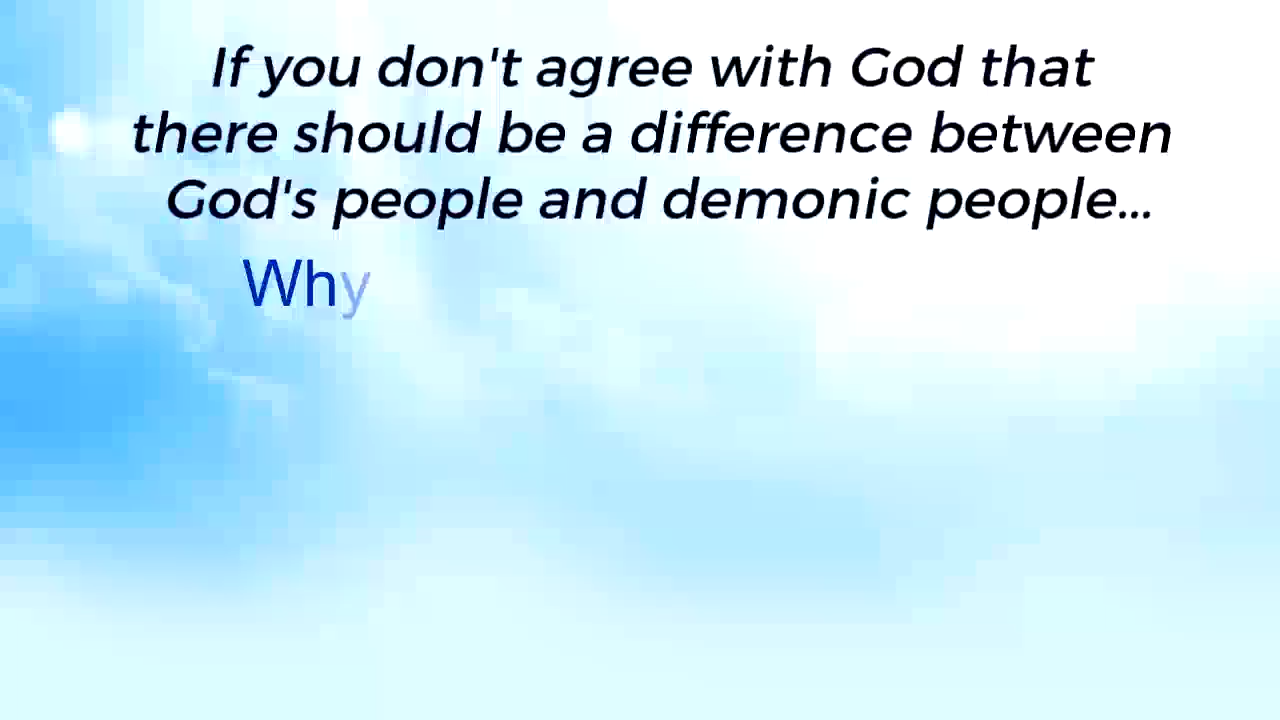 If you don't agree with God that
there should be a difference between
God's people and demonic people...
Why